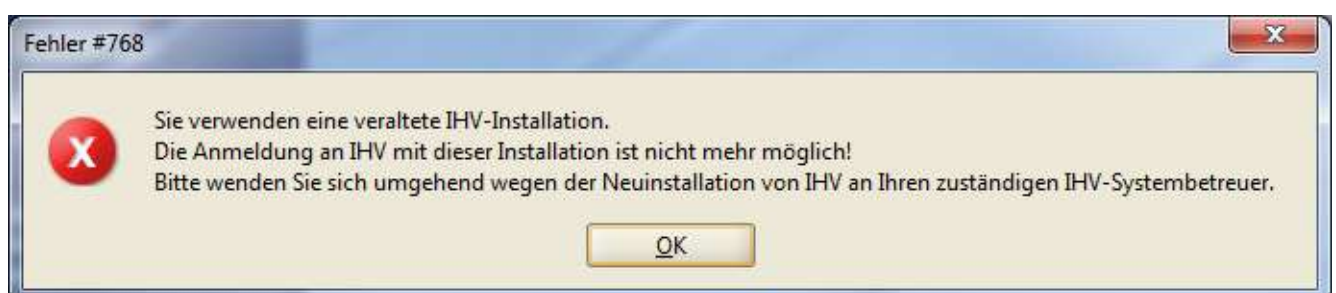 Fehler #768
Sie verwenden eine veraltete IHV-Installation.
Die Anmeldung an IHV mit dieser Installation ist nicht mehr möglich!
Bitte wenden Sie sich umgehend wegen der Neuinstallation von IHV an Ihren zuständigen IHV-Systembetreuer.
OK